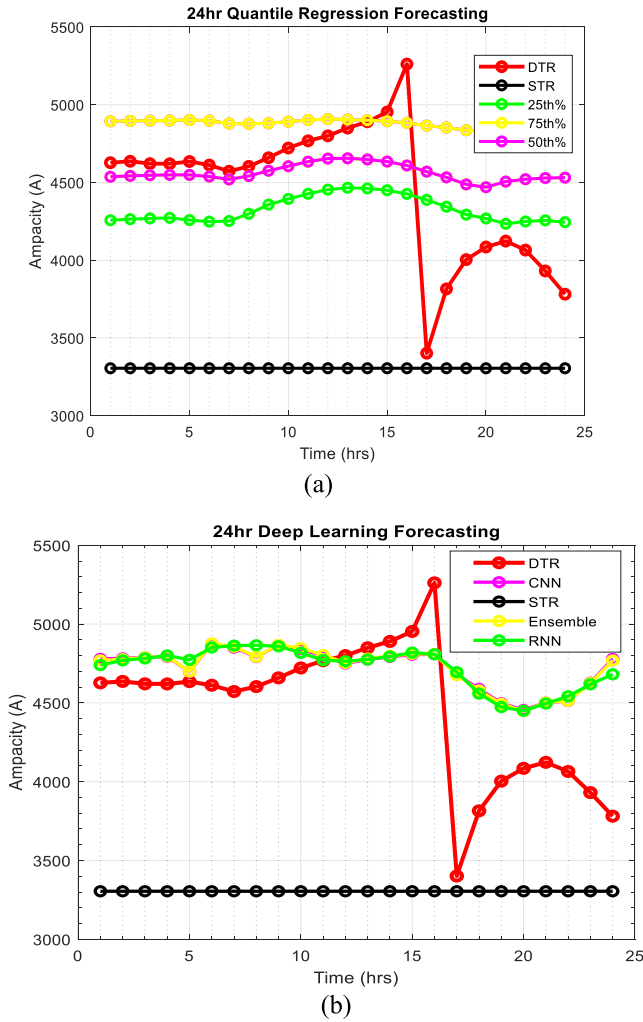 24hr Quantile Regression Forecasting
5500
5000
4500
4000
3500
3000
Ampacity (A)
DTR
STR
25th%
75th%
50th%
0
5
10
15
20
25
Time (hrs)
(a)
24hr Deep Learning Forecasting
5500
5000
4500
4000
3500
3000
Ampacity (A)
DTR
CNN
STR
Ensemble
RNN
0
5
10
15
20
25
Time (hrs)
(b)